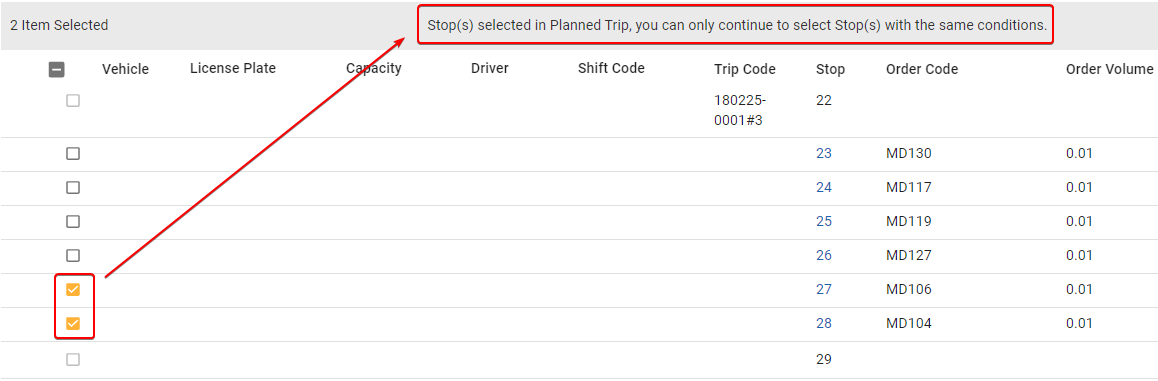 2 Item Selected Stop(s) selected in Planned Trip, you can only continue to select Stop(s) with the same conditions.
Vehicle License Plate Capacity Driver Shift Code Trip Code Stop Order Code Order Volume
180225- 22
0001#3
23 MD130 0.01
24 MD117 0.01
25 MD119 0.01
26 MD127 0.01
27 MD106 0.01
28 MD104 0.01
29